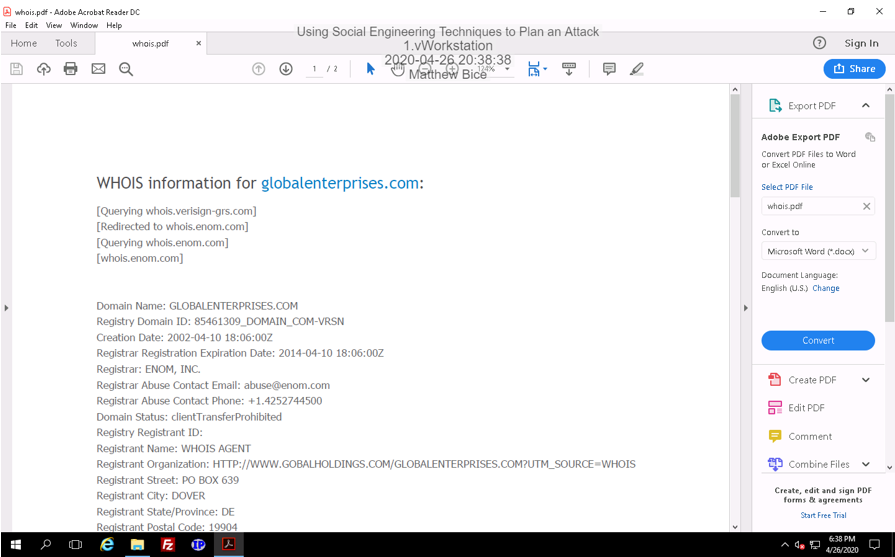 whois.pdf - Adobe Acrobat Reader DC
File Edit View Window Help
Home Tools whois.pdf × Sign In
Using Social Engineering Techniques to Plan an Attack
1.vWorkstation
2020-04-26 20:38:38
Matthew Bice
1 / 2 124% Share
WHOIS information for globalenterprises.com:
[Querying whois.verisign-grs.com]
[Redirected to whois.enom.com]
[Querying whois.enom.com]
[whois.enom.com]
Domain Name: GLOBALENTERPRISES.COM
Registry Domain ID: 85461309_DOMAIN_COM-VRSN
Creation Date: 2002-04-10 18:06:00Z
Registrar Registration Expiration Date: 2014-04-10 18:06:00Z
Registrar: ENOM, INC.
Registrar Abuse Contact Email: abuse@enom.com
Registrar Abuse Contact Phone: +1.4252744500
Domain Status: clientTransferProhibited
Registry Registrant ID:
Registrant Name: WHOIS AGENT
Registrant Organization: HTTP://WWW.GOBALHOLDINGS.COM/GLOBALENTERPRISES.COM?UTM_SOURCE=WHOIS
Registrant Street: PO BOX 639
Registrant City: DOVER
Registrant State/Province: DE
Registrant Postal Code: 19904
Export PDF
Adobe Export PDF
Convert PDF Files to Word
or Excel Online
Select PDF File
whois.pdf
Convert to
Microsoft Word (*.docx)
Document Language:
English (U.S.) Change
Convert
Create PDF
Edit PDF
Comment
Combine Files
Create, edit and sign PDF
forms & agreements
Start Free Trial
6:38 PM
4/26/2020